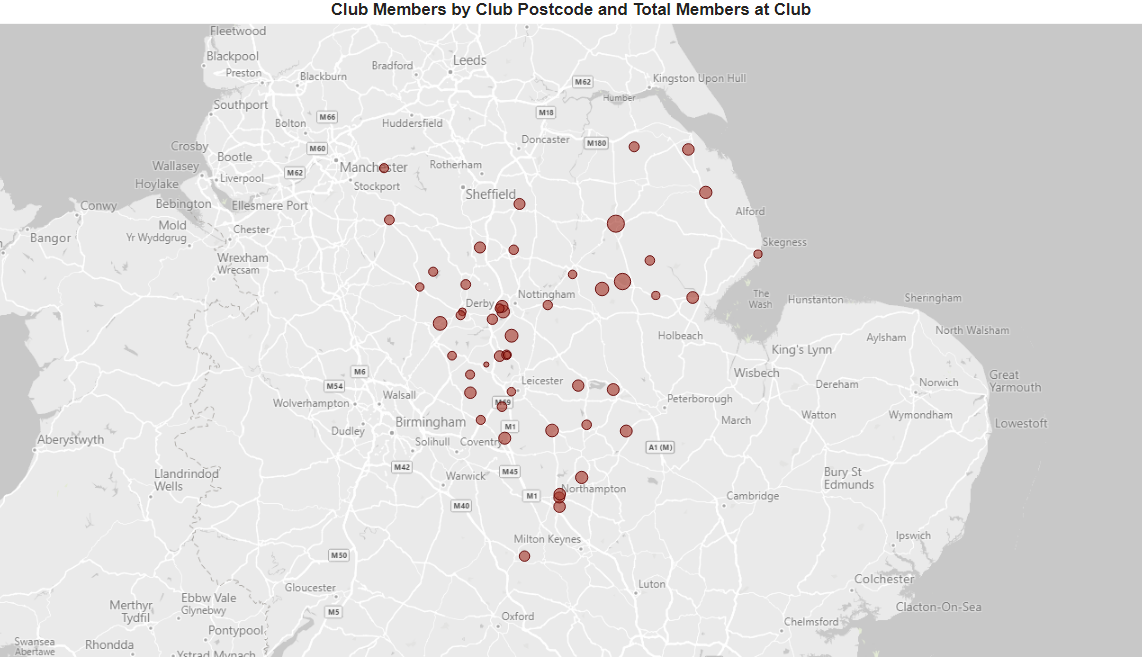 Club Members by Club Postcode and Total Members at Club
Fleetwood
Leeds
Blackpool
Bradford
Preston
Blackburn
M62
Kingston Upon Hull
Humber
Southport
M66
M18
Bolton
Huddersfield
Doncaster
M180
Crosby
M60
Bootle
Wallasey
Manchester
Rotherham
Liverpool
M62
Hoylake
Stockport
Sheffield
Conwy
Bebington
Ellesmere Port
Alford
Mold
Chester
Bangor
Yr Wyddgrug
Skegness
Wrexham
Wrecsam
Nottingham
The
Wash
Hunstanton
Sheringham
Derby
North Walsham
Holbeach
Aylsham
King's Lynn
M6
Wisbech
Great
Yarmouth
M54
Leicester
Dereham
Norwich
Walsall
Wolverhampton
M69
Peterborough
Watton
Wymondham
Birmingham
M1
March
Lowestoft
Dudley
Solihull
Coventry
Aberystwyth
A1 (M)
M42
M45
Llandrindod
Wells
Warwick
Bury St
Edmunds
Northampton
M1
Cambridge
M40
Milton Keynes
Ipswich
M50
Colchester
Gloucester
Luton
Ebbw Vale
Glynebwy
Merthyr
Tydfil
M5
Clacton-On-Sea
Oxford
Chelmsford
Pontypool
Swansea
Abertawe
Rhondda
Ystrad Mynach